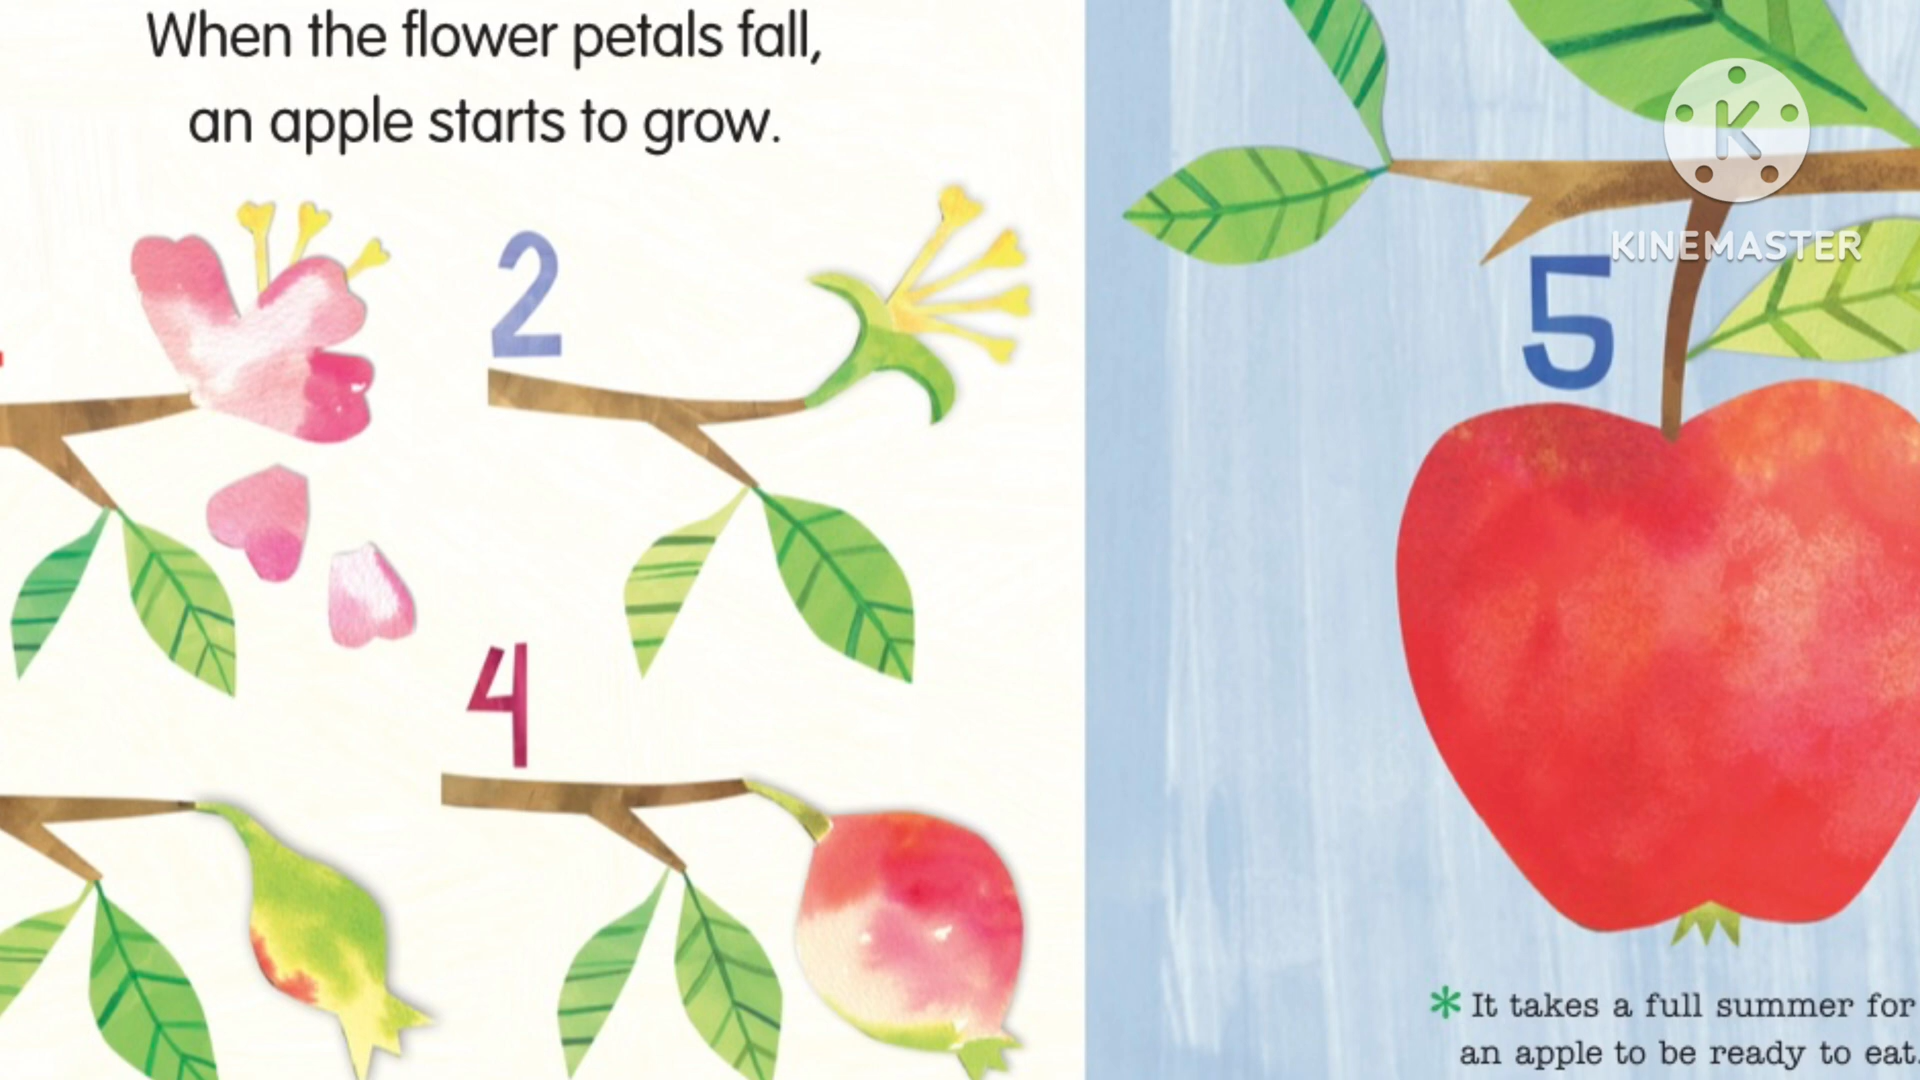 When the flower petals fall,
an apple starts to grow.
2
4
5
KINEMASTER
* It takes a full summer for
an apple to be ready to eat.